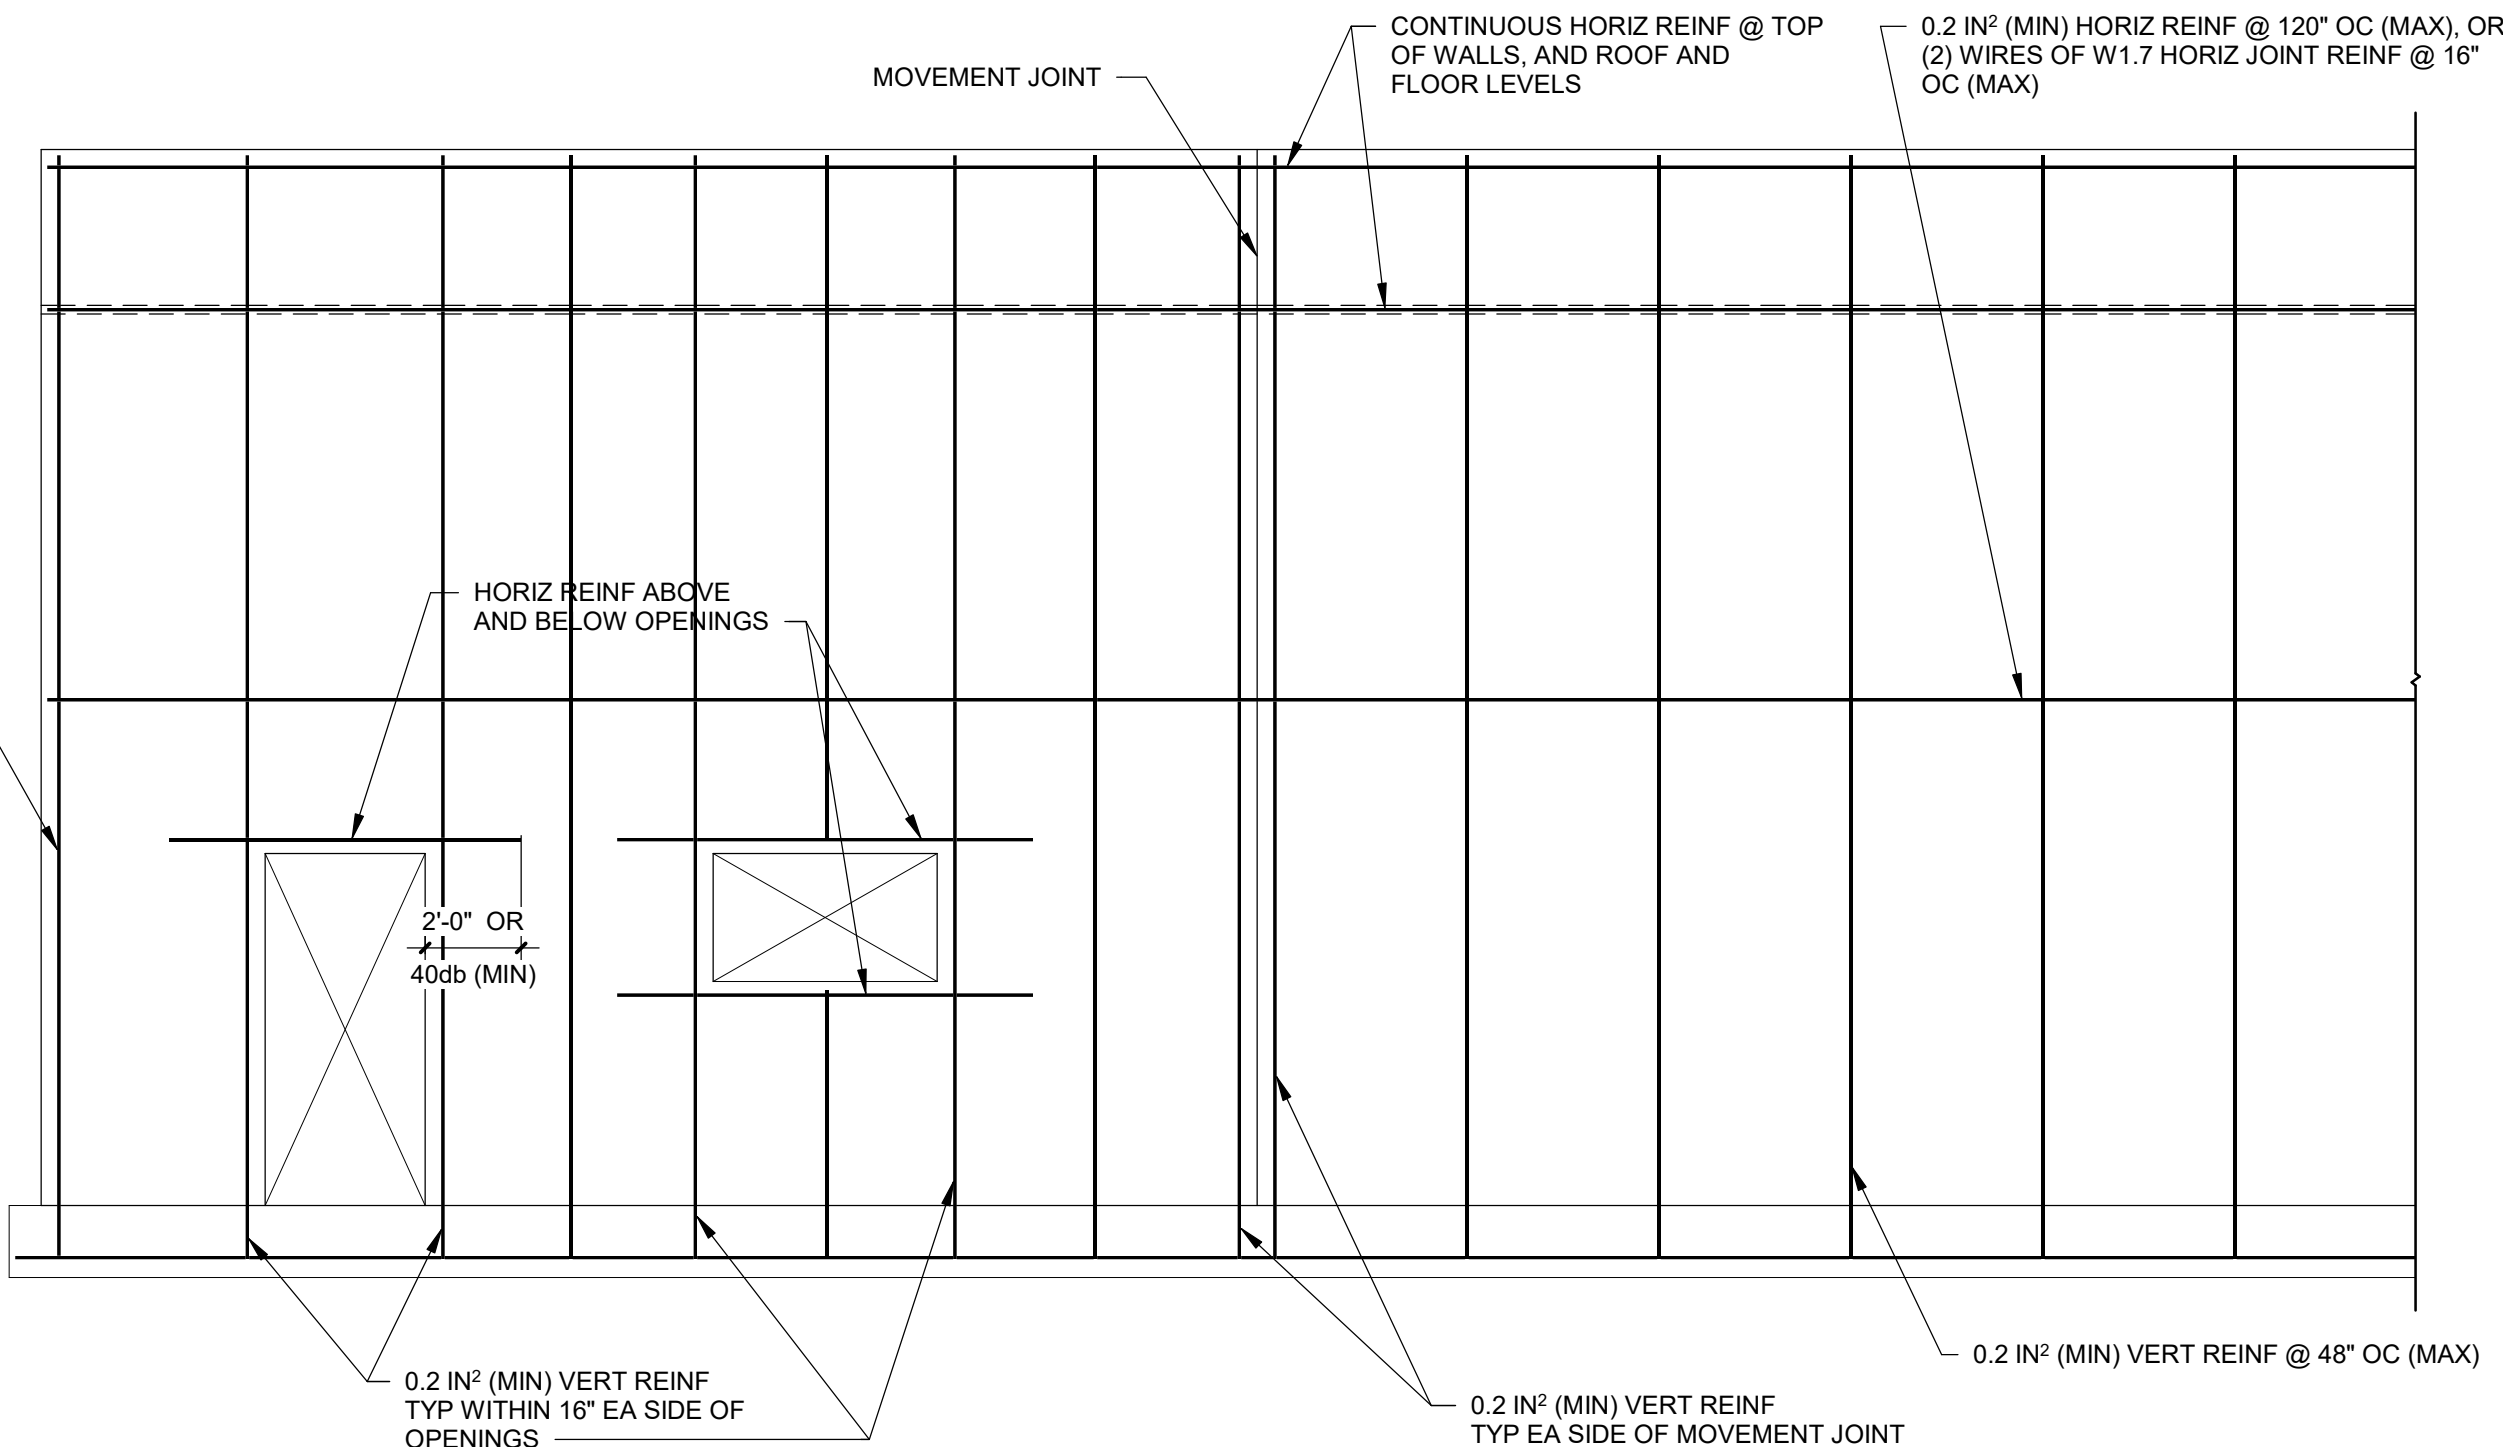 CONTINUOUS HORIZ REINF @ TOP
OF WALLS, AND ROOF AND
FLOOR LEVELS
0.2 IN² (MIN) HORIZ REINF @ 120" OC (MAX), OR
(2) WIRES OF W1.7 HORIZ JOINT REINF @ 16"
OC (MAX)
MOVEMENT JOINT
HORIZ REINF ABOVE
AND BELOW OPENINGS
2'-0" OR
40db (MIN)
0.2 IN² (MIN) VERT REINF @ 48" OC (MAX)
0.2 IN² (MIN) VERT REINF
TYP WITHIN 16" EA SIDE OF
OPENINGS
0.2 IN² (MIN) VERT REINF
TYP EA SIDE OF MOVEMENT JOINT